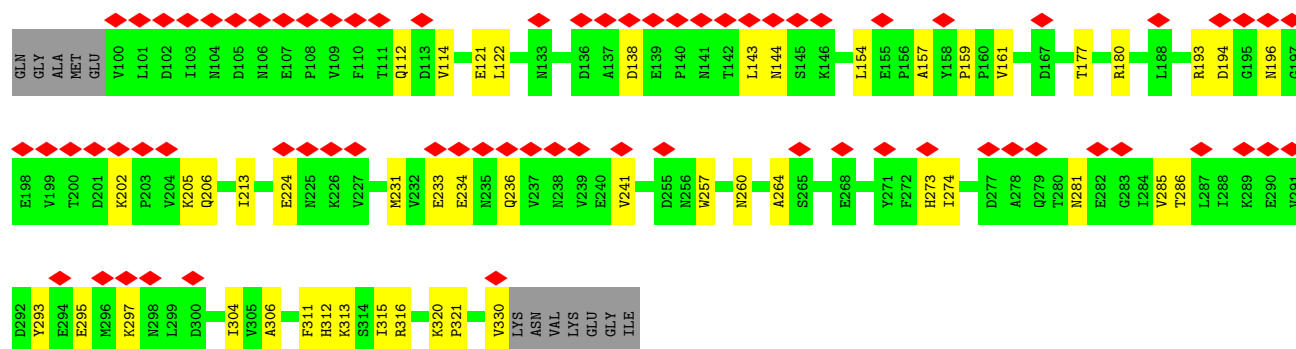 GLN GLY ALA MET GLU V100 L101 D102 I103 N104 D105 N106 E107 P108 V109 F110 T111 Q112 D113 V114 E121 L122 N133 D136 A137 D138 E139 P140 N141 T142 L143 N144 S145 K146 L154 E155 P156 A157 Y158 P159 P160 V161 D167 T177 R180 L188 R193 D194 G195 N196 G197
E198 V199 T200 D201 K202 P203 V204 K205 Q206 I213 E224 N225 K226 V227 M231 V232 E233 E234 N235 Q236 V237 N238 V239 E240 V241 D255 N256 W257 N260 A264 S265 E268 Y271 F272 H273 I274 D277 A278 Q279 T280 N281 E282 G283 I284 V285 T286 L287 I288 K289 E290 V291
D292 Y293 E294 E295 M296 K297 N298 L299 D300 I304 V305 A306 F311 H312 K313 S314 I315 R316 K320 P321 V330 LYS ASN VAL LYS GLU GLY ILE